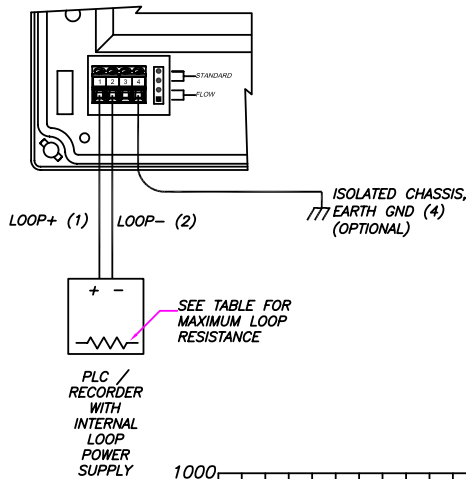 STANDARD
1 2 3 4
FLOW
ISOLATED CHASSIS,
EARTH GND (4)
(OPTIONAL)
LOOP+ (1) LOOP- (2)
+ -
SEE TABLE FOR
MAXIMUM LOOP
RESISTANCE
PLC /
RECORDER
WITH
INTERNAL
LOOP
POWER
SUPPLY
1000